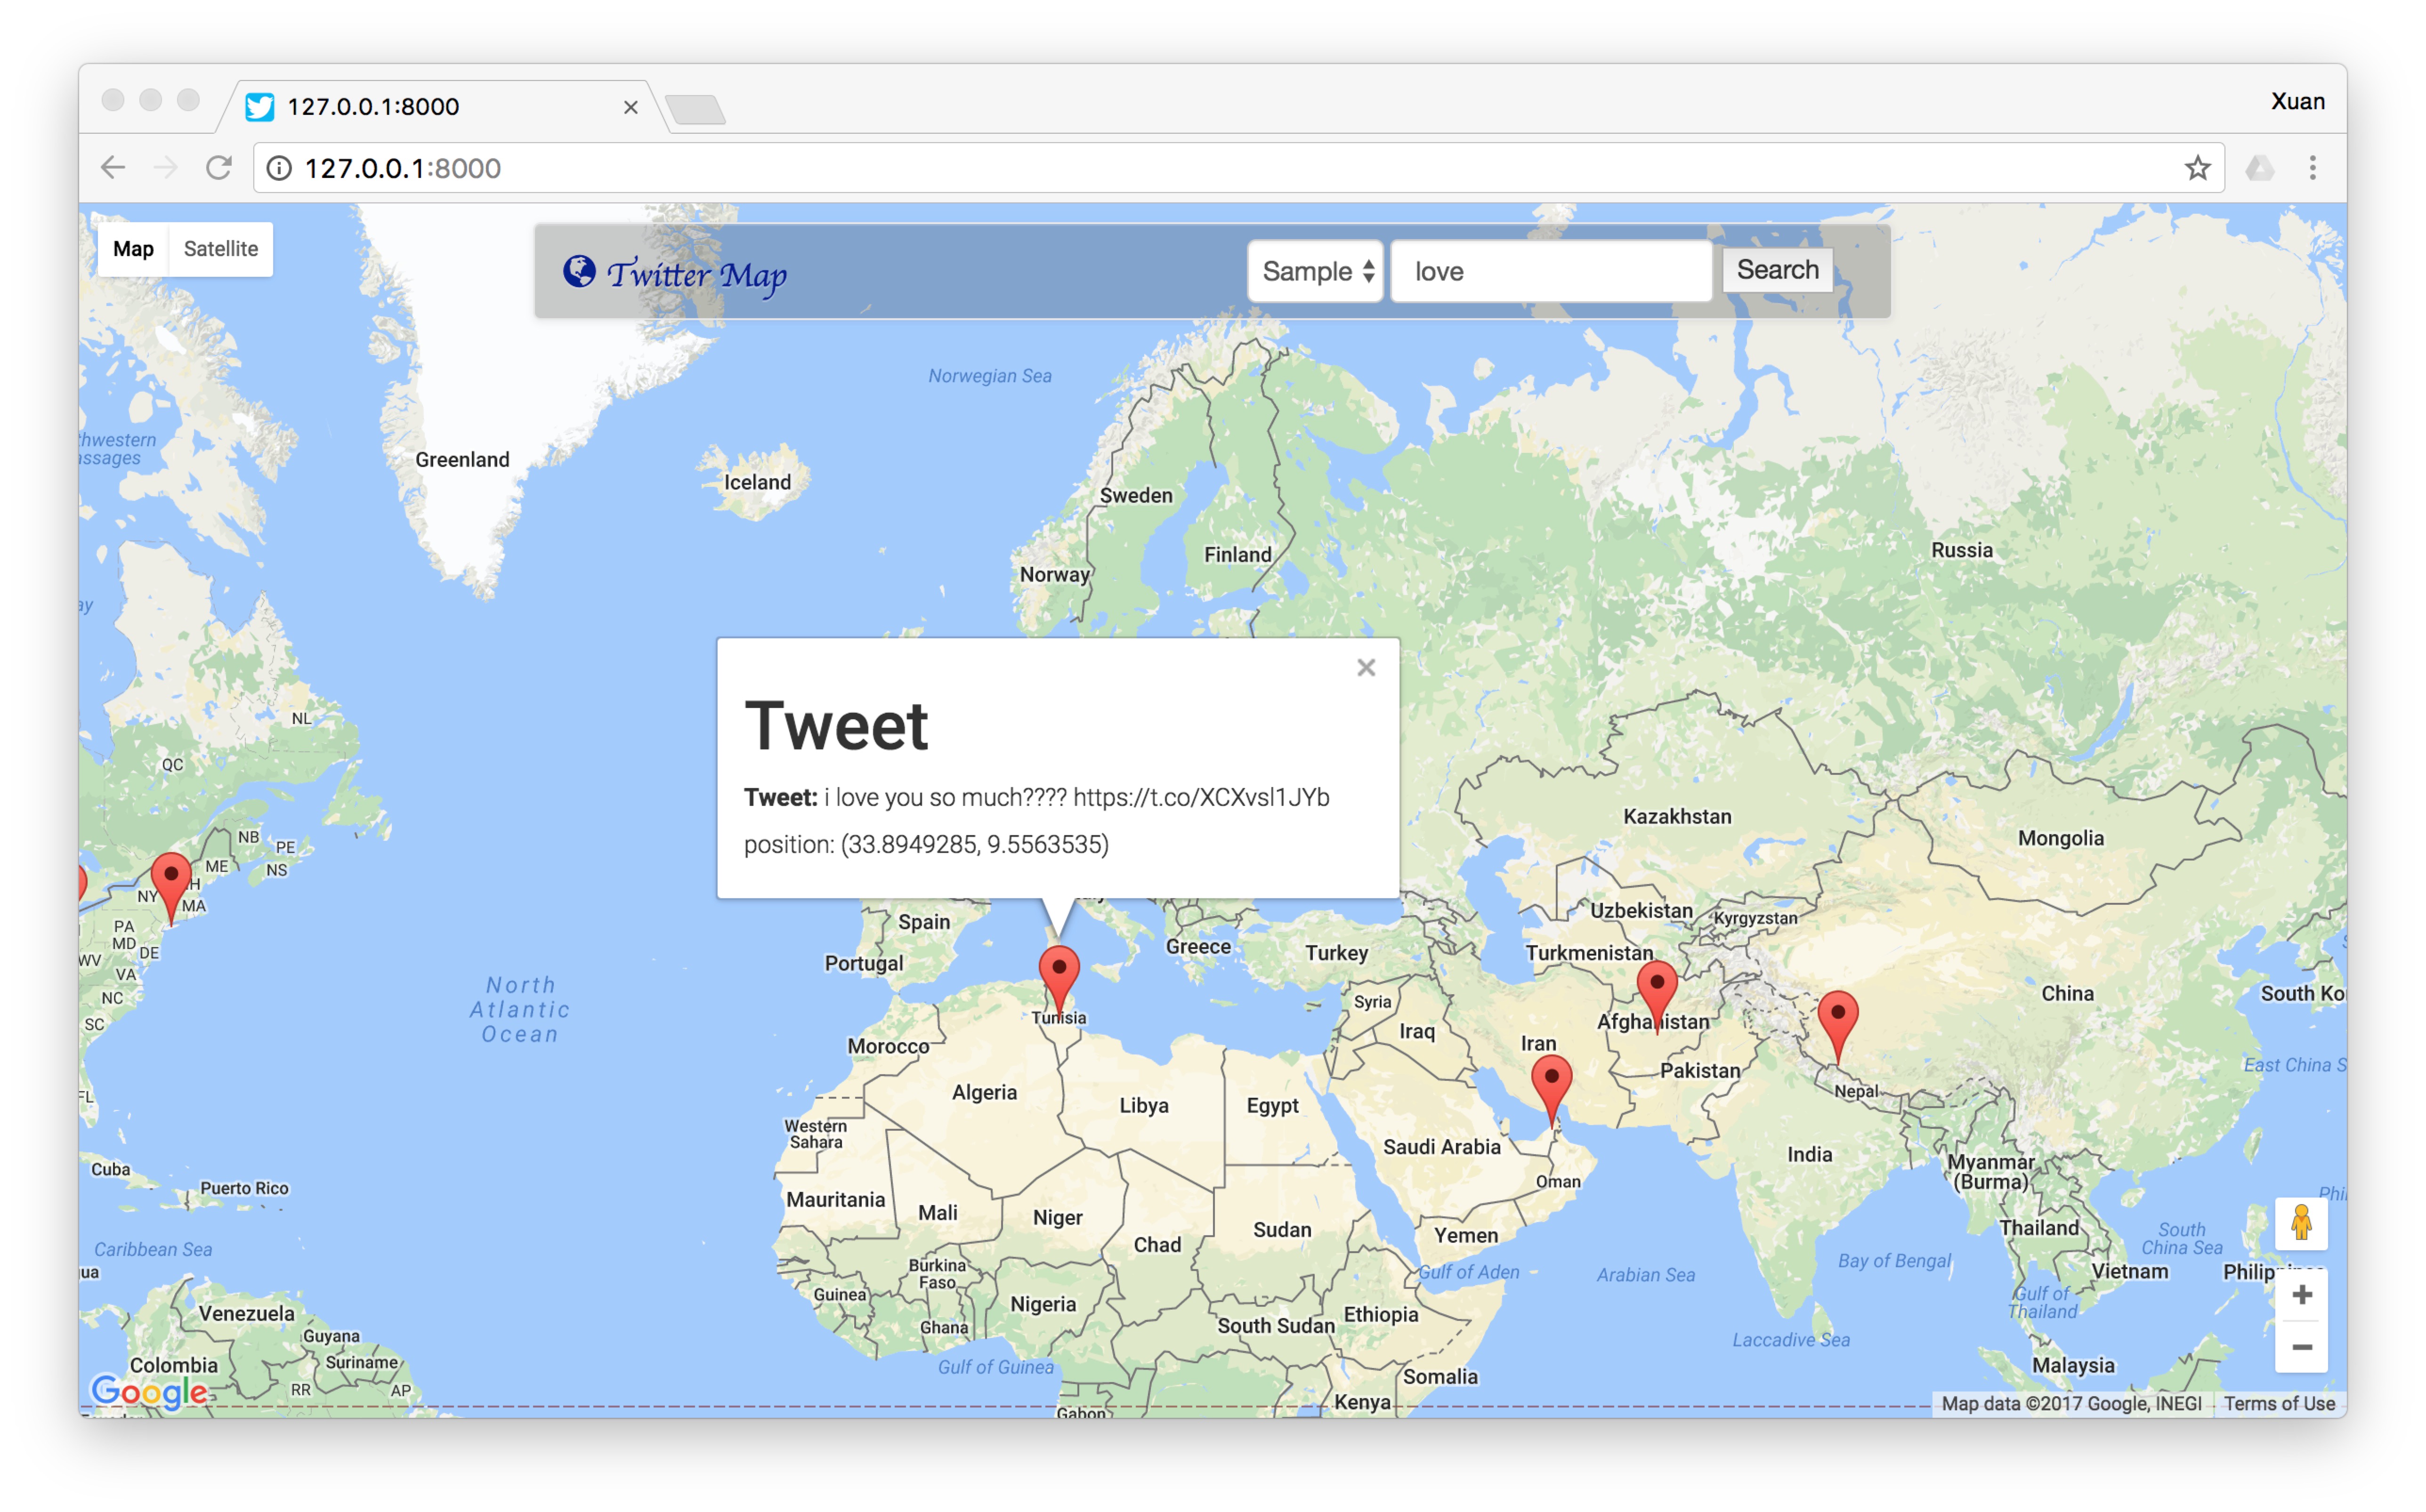 127.0.0.1:8000
Xuan
127.0.0.1:8000
Map Satellite
Twitter Map
Sample love Search
Norwegian Sea
hwestern
ssages
Greenland
Iceland
Sweden
Finland
Norway
Russia
ay
Tweet
Tweet: i love you so much???? https://t.co/XCXvsl1JYb
position: (33.8949285, 9.5563535)
NL
QC
NB
PE
ME
NS
NY
MA
PA
MD
DE
WV
VA
NC
SC
FL
North
Atlantic
Ocean
Kazakhstan
Mongolia
Uzbekistan
Kyrgyzstan
Turkmenistan
Spain
Portugal
Greece
Turkey
Tunisia
Syria
Iraq
Iran
Afghanistan
Pakistan
China
South Ko
Nepal
East China S
Morocco
Algeria
Libya
Egypt
Western
Sahara
Saudi Arabia
Oman
India
Myanmar
(Burma)
Cuba
Puerto Rico
Mauritania
Mali
Niger
Chad
Sudan
Yemen
Thailand
South
China Sea
Phi
Caribbean Sea
ua
Burkina
Faso
Guinea
Nigeria
Ghana
South Sudan
Ethiopia
Gulf of Aden
Arabian Sea
Bay of Bengal
Vietnam
Philippines
Gulf of
Thailand
Laccadive Sea
Venezuela
Guyana
Suriname
Colombia
RR
AP
Gulf of Guinea
Somalia
Malaysia
Kenya
Gabon
Google
Map data ©2017 Google, INEGI Terms of Use